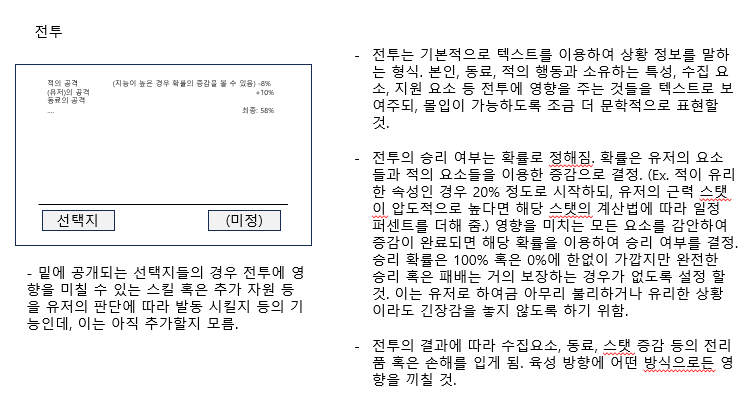 전투
적의 공격 (지능이 높은 경우 확률의 증감을 볼 수 있음) -8%
(유저)의 공격 +10%
동료의 공격
.... 최종: 58%
선택지 (미정)
- 밑에 공개되는 선택지들의 경우 전투에 영
향을 미칠 수 있는 스킬 혹은 추가 자원 등
을 유저의 판단에 따라 발동 시킬지 등의 기
능인데, 이는 아직 추가할지 모름.
- 전투는 기본적으로 텍스트를 이용하여 상황 정보를 말하
는 형식. 본인, 동료, 적의 행동과 소유하는 특성, 수집 요
소, 지원 요소 등 전투에 영향을 주는 것들을 텍스트로 보
여주되, 몰입이 가능하도록 조금 더 문학적으로 표현할
것.
- 전투의 승리 여부는 확률로 정해짐. 확률은 유저의 요소
들과 적의 요소들을 이용한 증감으로 결정. (Ex. 적이 유리
한 속성인 경우 20% 정도로 시작하되, 유저의 근력 스탯
이 압도적으로 높다면 해당 스탯의 계산법에 따라 일정
퍼센트를 더해 줌.) 영향을 미치는 모든 요소를 감안하여
증감이 완료되면 해당 확률을 이용하여 승리 여부를 결정.
승리 확률은 100% 혹은 0%에 한없이 가깝지만 완전한
승리 혹은 패배는 거의 보장하는 경우가 없도록 설정 할
것. 이는 유저로 하여금 아무리 불리하거나 유리한 상황
이라도 긴장감을 놓지 않도록 하기 위함.
- 전투의 결과에 따라 수집요소, 동료, 스탯 증감 등의 전리
품 혹은 손해를 입게 됨. 육성 방향에 어떤 방식으로든 영
향을 끼칠 것.